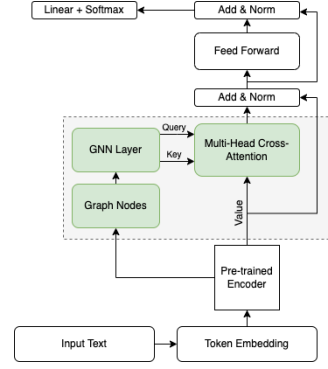 Linear + Softmax
Add & Norm
Feed Forward
Add & Norm
Query
GNN Layer
Multi-Head Cross-
Attention
Key
Graph Nodes
Value
Pre-trained
Encoder
Input Text
Token Embedding